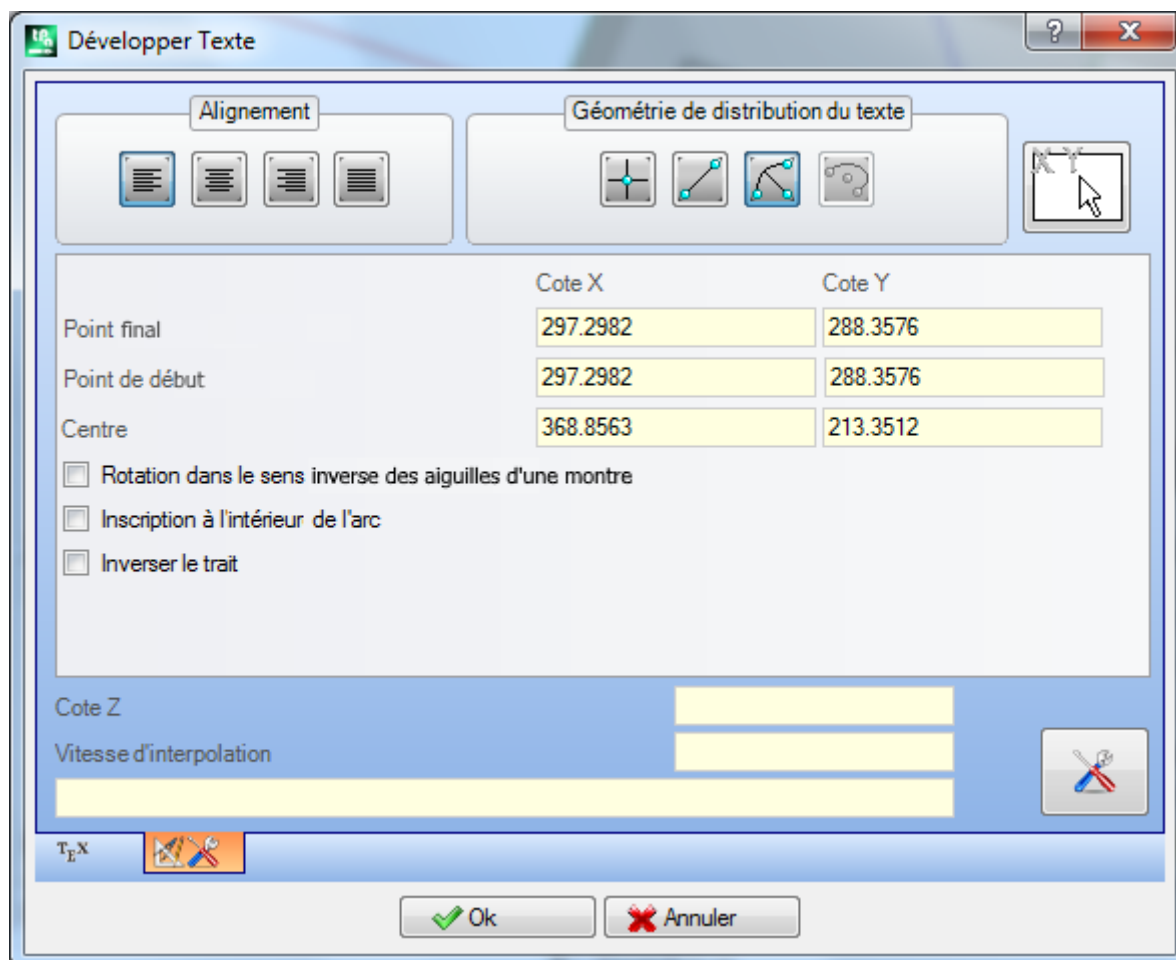 Développer Texte
Alignement
Géométrie de distribution du texte
X Y
Cote X Cote Y
Point final 297.2982 288.3576
Point de début 297.2982 288.3576
Centre 368.8563 213.3512
Rotation dans le sens inverse des aiguilles d'une montre
Inscription à l'intérieur de l'arc
Inverser le trait
Cote Z
Vitesse d'interpolation
TEX
Ok Annuler